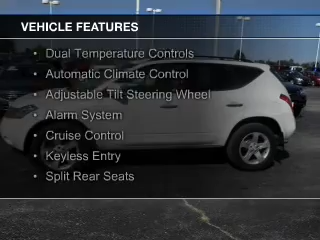 VEHICLE FEATURES
• Dual Temperature Controls
• Automatic Climate Control
• Adjustable Tilt Steering Wheel
• Alarm System
• Cruise Control
• Keyless Entry
• Split Rear Seats